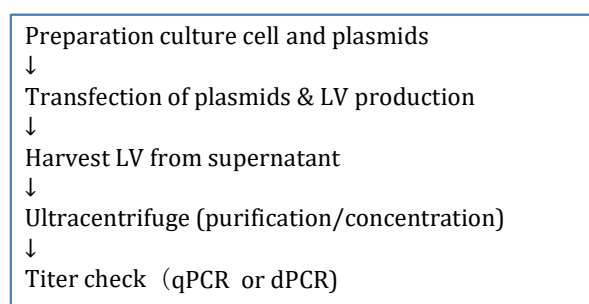 Preparation culture cell and plasmids
↓
Transfection of plasmids & LV production
↓
Harvest LV from supernatant
↓
Ultracentrifuge (purification/concentration)
↓
Titer check（qPCR or dPCR)